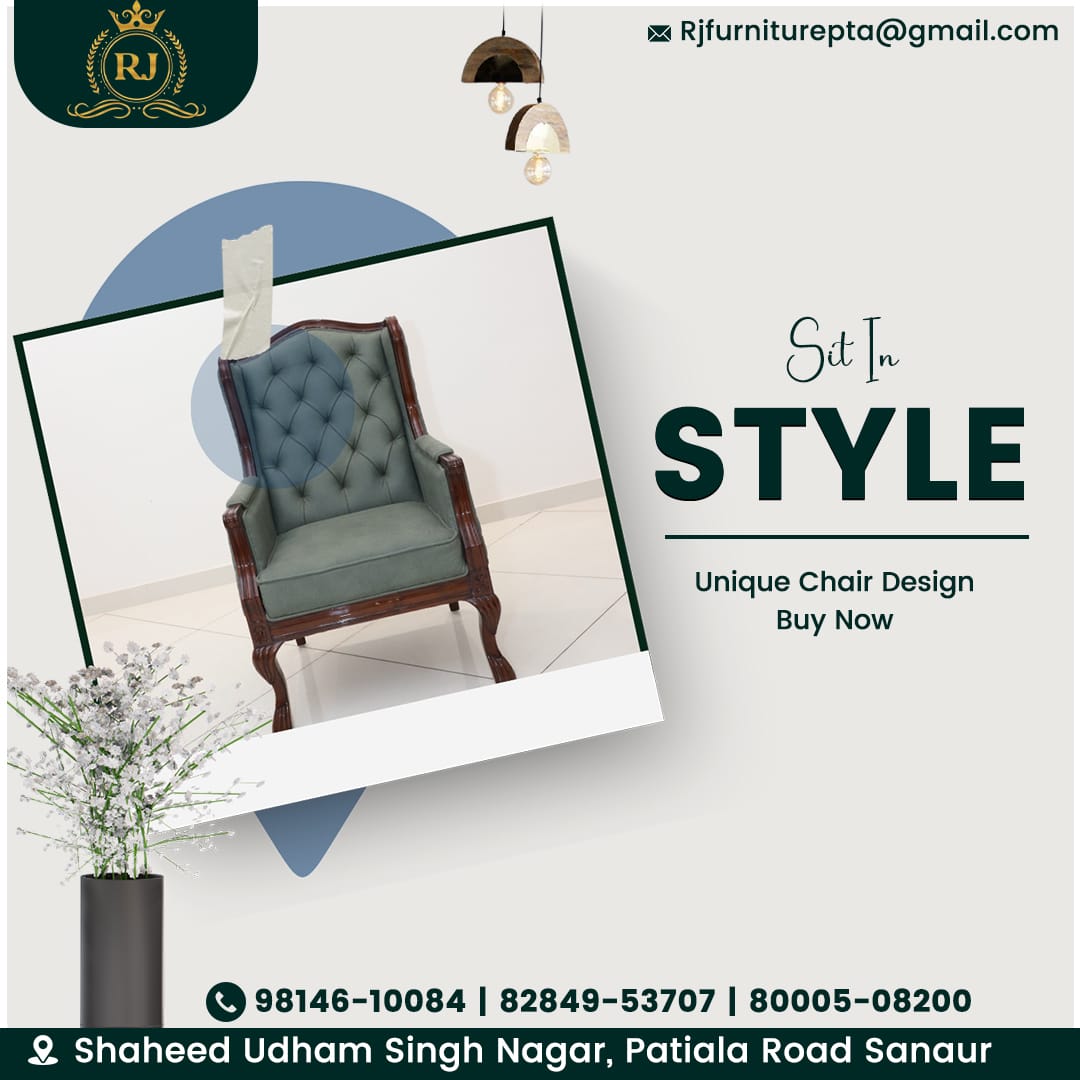 RJ
Rjfurniturepta@gmail.com
Sit In
STYLE
Unique Chair Design
Buy Now
98146-10084 | 82849-53707 | 80005-08200
Shaheed Udham Singh Nagar, Patiala Road Sanaur